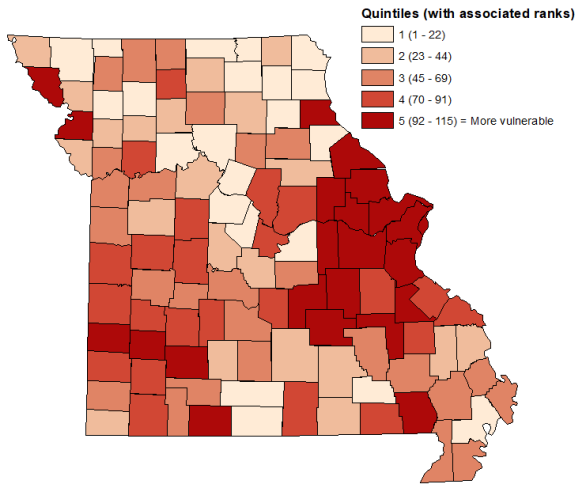 Quintiles (with associated ranks)
1 (1 - 22)
2 (23 - 44)
3 (45 - 69)
4 (70 - 91)
5 (92 - 115) = More vulnerable